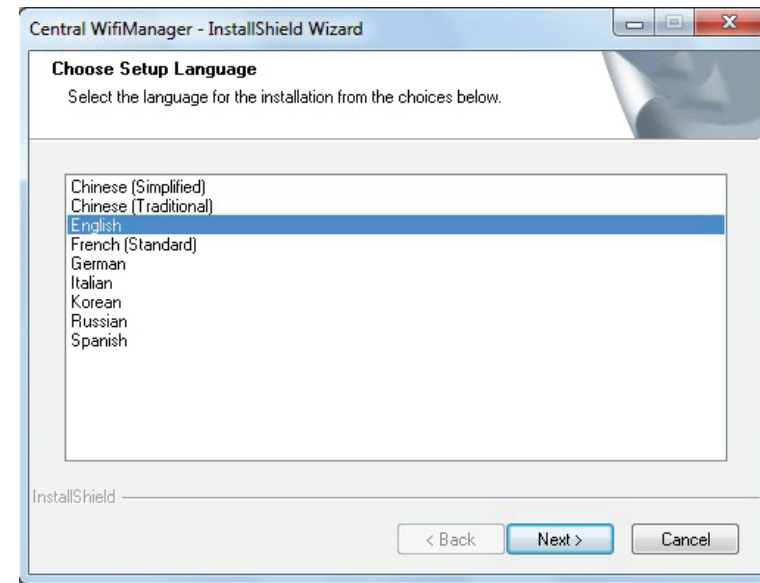 Central WifiManager - InstallShield Wizard
Choose Setup Language
Select the language for the installation from the choices below.
Chinese (Simplified)
Chinese (Traditional)
English
French (Standard)
German
Italian
Korean
Russian
Spanish
InstallShield
< Back Next > Cancel